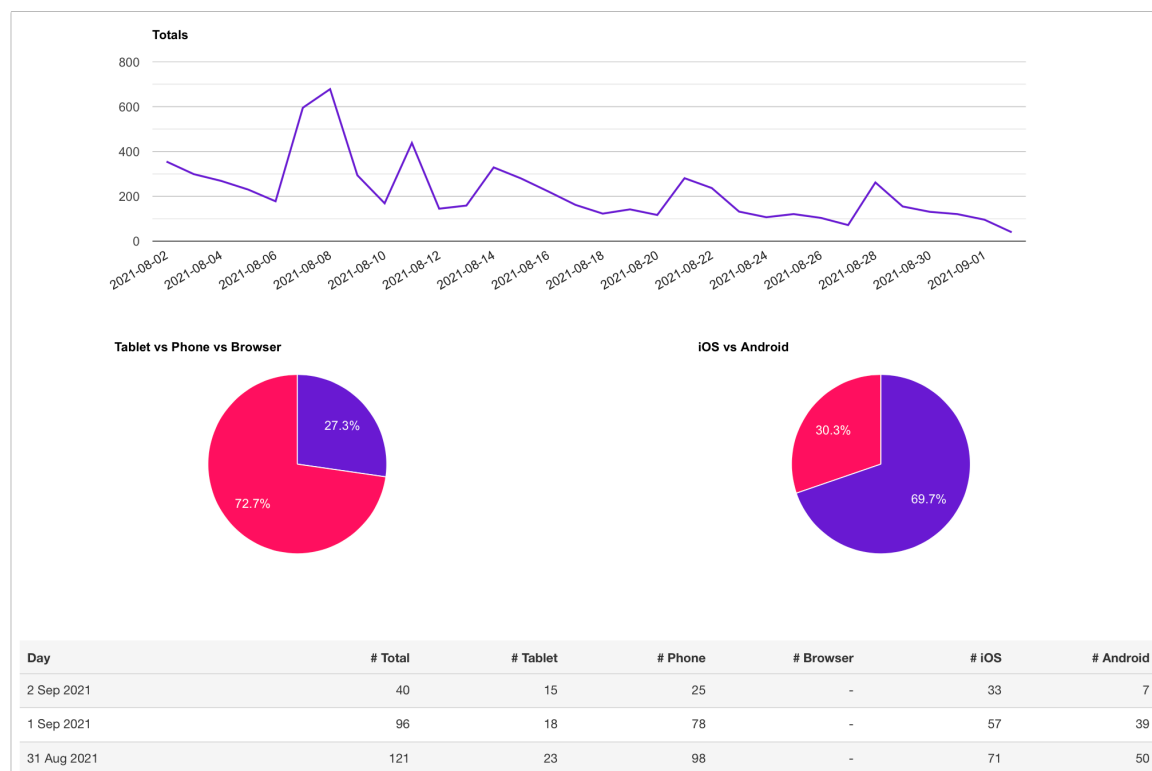 Totals
800
600
400
200
0
2021-08-02 2021-08-04 2021-08-06 2021-08-08 2021-08-10 2021-08-12 2021-08-14 2021-08-16 2021-08-18 2021-08-20 2021-08-22 2021-08-24 2021-08-26 2021-08-28 2021-08-30 2021-09-01
Tablet vs Phone vs Browser iOS vs Android
27.3%
72.7%
30.3%
69.7%
Day # Total # Tablet # Phone # Browser # iOS # Android
2 Sep 2021 40 15 25 - 33 7
1 Sep 2021 96 18 78 - 57 39
31 Aug 2021 121 23 98 - 71 50